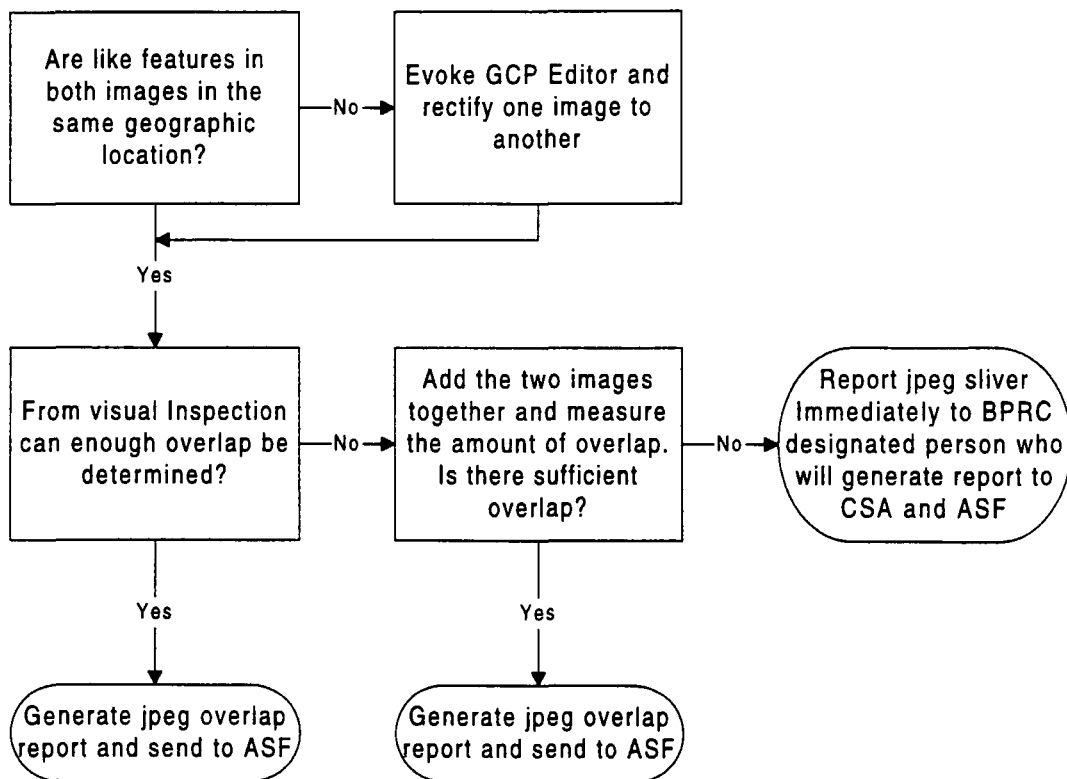 Are like features in
both images in the
same geographic
location?
No
Evoke GCP Editor and
rectify one image to
another
Yes
From visual Inspection
can enough overlap be
determined?
No
Add the two images
together and measure
the amount of overlap.
Is there sufficient
overlap?
No
Report jpeg sliver
Immediately to BPRC
designated person who
will generate report to
CSA and ASF
Yes
Yes
Generate jpeg overlap
report and send to ASF
Generate jpeg overlap
report and send to ASF